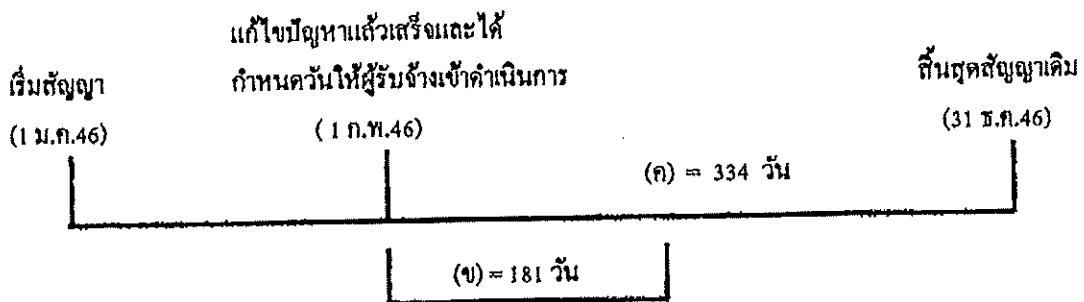 แก้ไขปัญหาแล้วเสร็จและได้
เริ่มสัญญา
กำหนดวันให้ผู้รับจ้างเข้าดำเนินการ
สิ้นสุดสัญญาเดิม
(1 ม.ค.46)
( 1 ก.พ.46)
(31 ธ.ค.46)
(ค) = 334 วัน
(ข) = 181 วัน